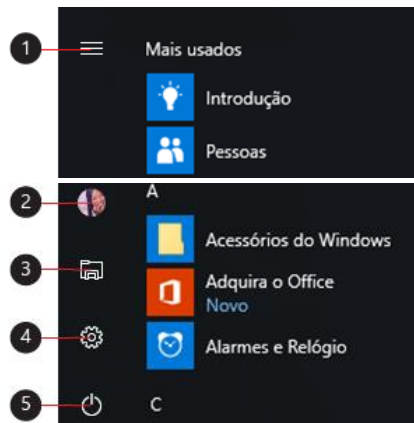 1
Mais usados
Introdução
Pessoas
2
A
Acessórios do Windows
3
Adquira o Office
Novo
4
Alarmes e Relógio
5
C